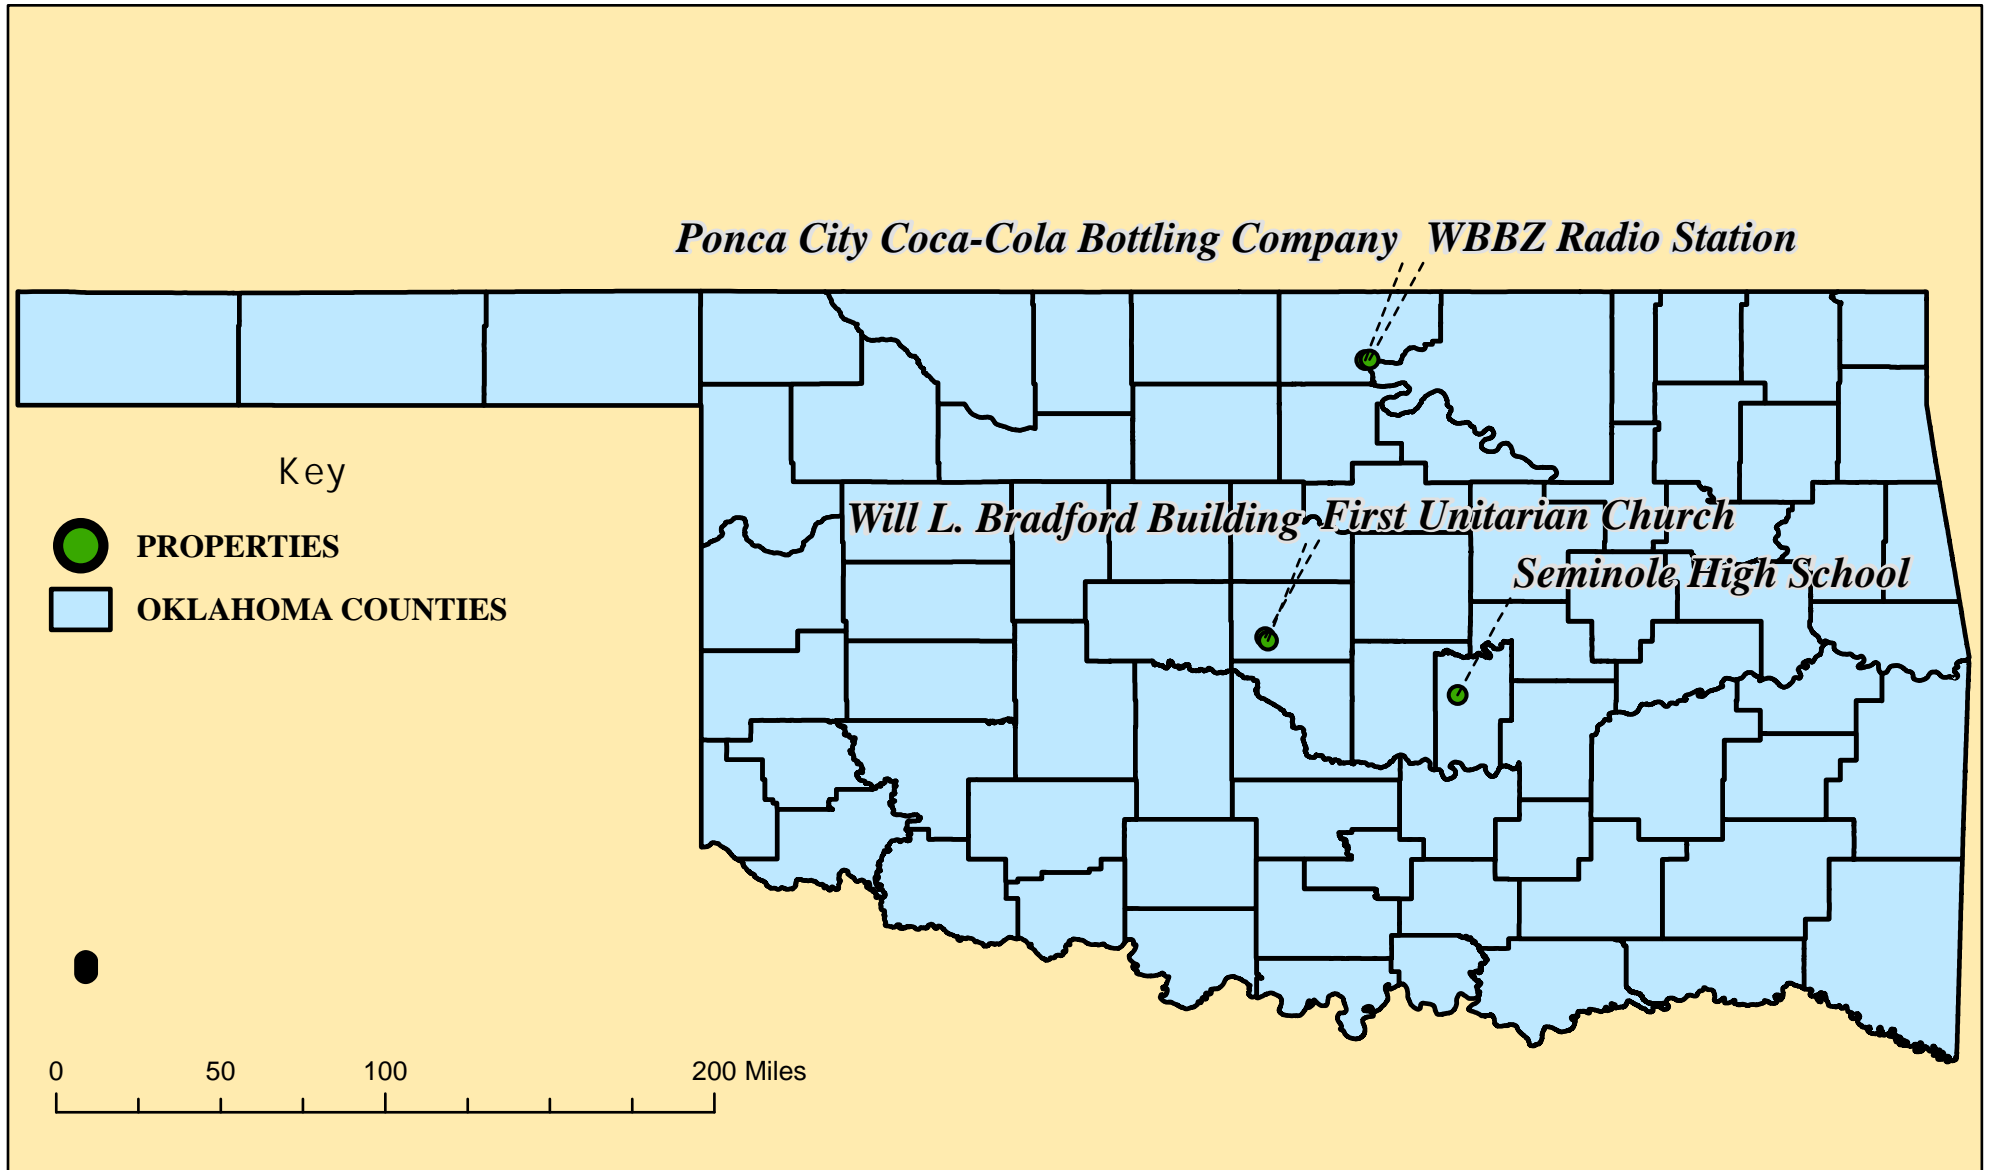 Ponca City Coca-Cola Bottling Company
WBBZ Radio Station
Key
Will L. Bradford Building
First Unitarian Church
PROPERTIES
Seminole High School
OKLAHOMA COUNTIES
0 50 100 200 Miles